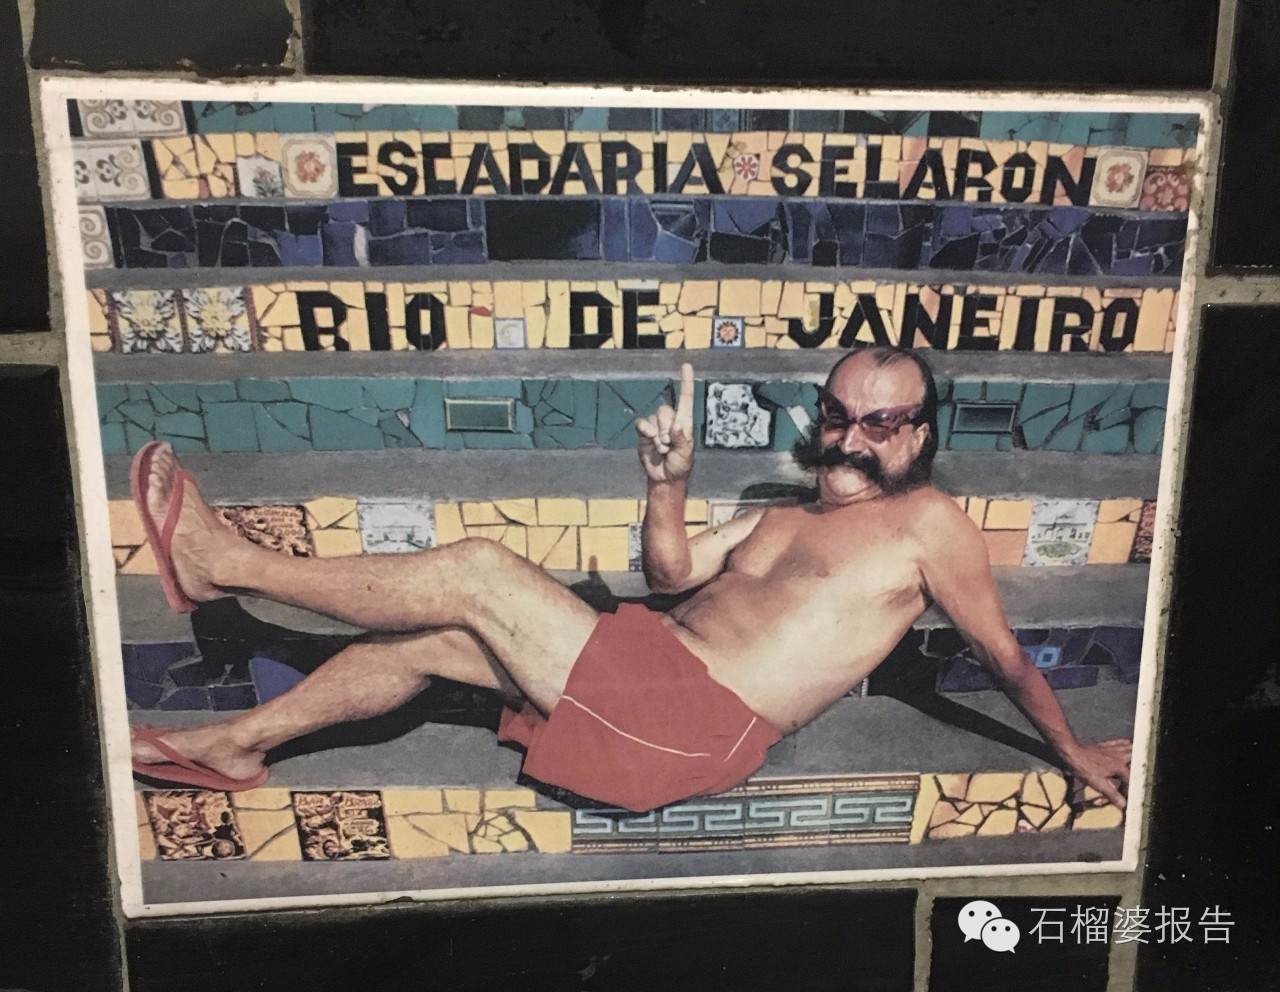 ESCADARIA SELARON
RIO DE JANEIRO
石榴婆报告